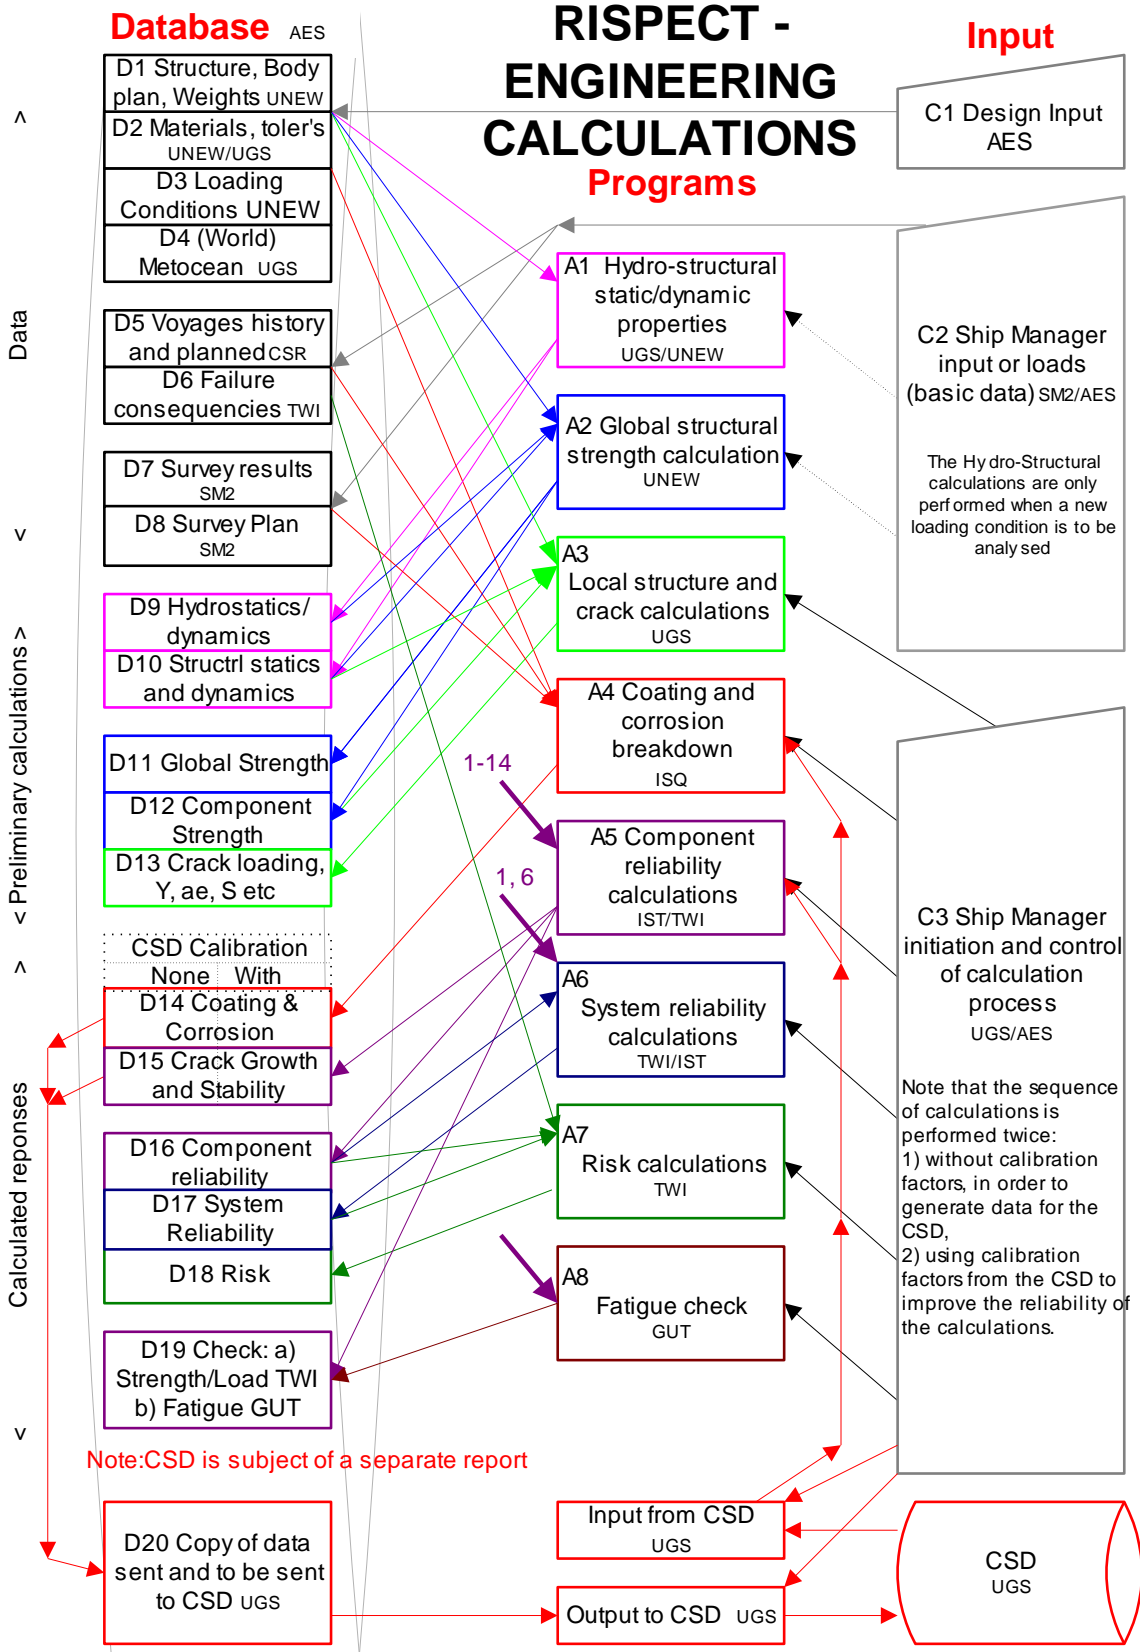 RISPECT -
ENGINEERING
CALCULATIONS
Database AES
D1 Structure, Body
plan, Weights UNEW
D2 Materials, toler's
UNEW/UGS
D3 Loading
Conditions UNEW
D4 (World)
Metocean UGS
D5 Voyages history
and planned CSR
D6 Failure
consequencies TWI
D7 Survey results
SM2
D8 Survey Plan
SM2
D9 Hydrostatics/
dynamics
D10 Structrl statics
and dynamics
D11 Global Strength
D12 Component
Strength
D13 Crack loading,
Y, ae, S etc
CSD Calibration
None With
D14 Coating &
Corrosion
D15 Crack Growth
and Stability
D16 Component
reliability
D17 System
Reliability
D18 Risk
D19 Check: a)
Strength/Load TWI
b) Fatigue GUT
Note:CSD is subject of a separate report
D20 Copy of data
sent and to be sent
to CSD UGS
< Data >
< Preliminary calculations >
< Calculated reponses >
Programs
A1 Hydro-structural
static/dynamic
properties
UGS/UNEW
A2 Global structural
strength calculation
UNEW
A3
Local structure and
crack calculations
UGS
A4 Coating and
corrosion
breakdown
ISQ
1-14
A5 Component
reliability
calculations
IST/TWI
1, 6
A6
System reliability
calculations
TWI/IST
A7
Risk calculations
TWI
A8
Fatigue check
GUT
Input from CSD
UGS
Output to CSD UGS
Input
C1 Design Input
AES
C2 Ship Manager
input or loads
(basic data) SM2/AES
The Hydro-Structural
calculations are only
performed when a new
loading condition is to be
analysed
C3 Ship Manager
initiation and control
of calculation
process
UGS/AES
Note that the sequence
of calculations is
performed twice:
1) without calibration
factors, in order to
generate data for the
CSD,
2) using calibration
factors from the CSD to
improve the reliability of
the calculations.
CSD
UGS